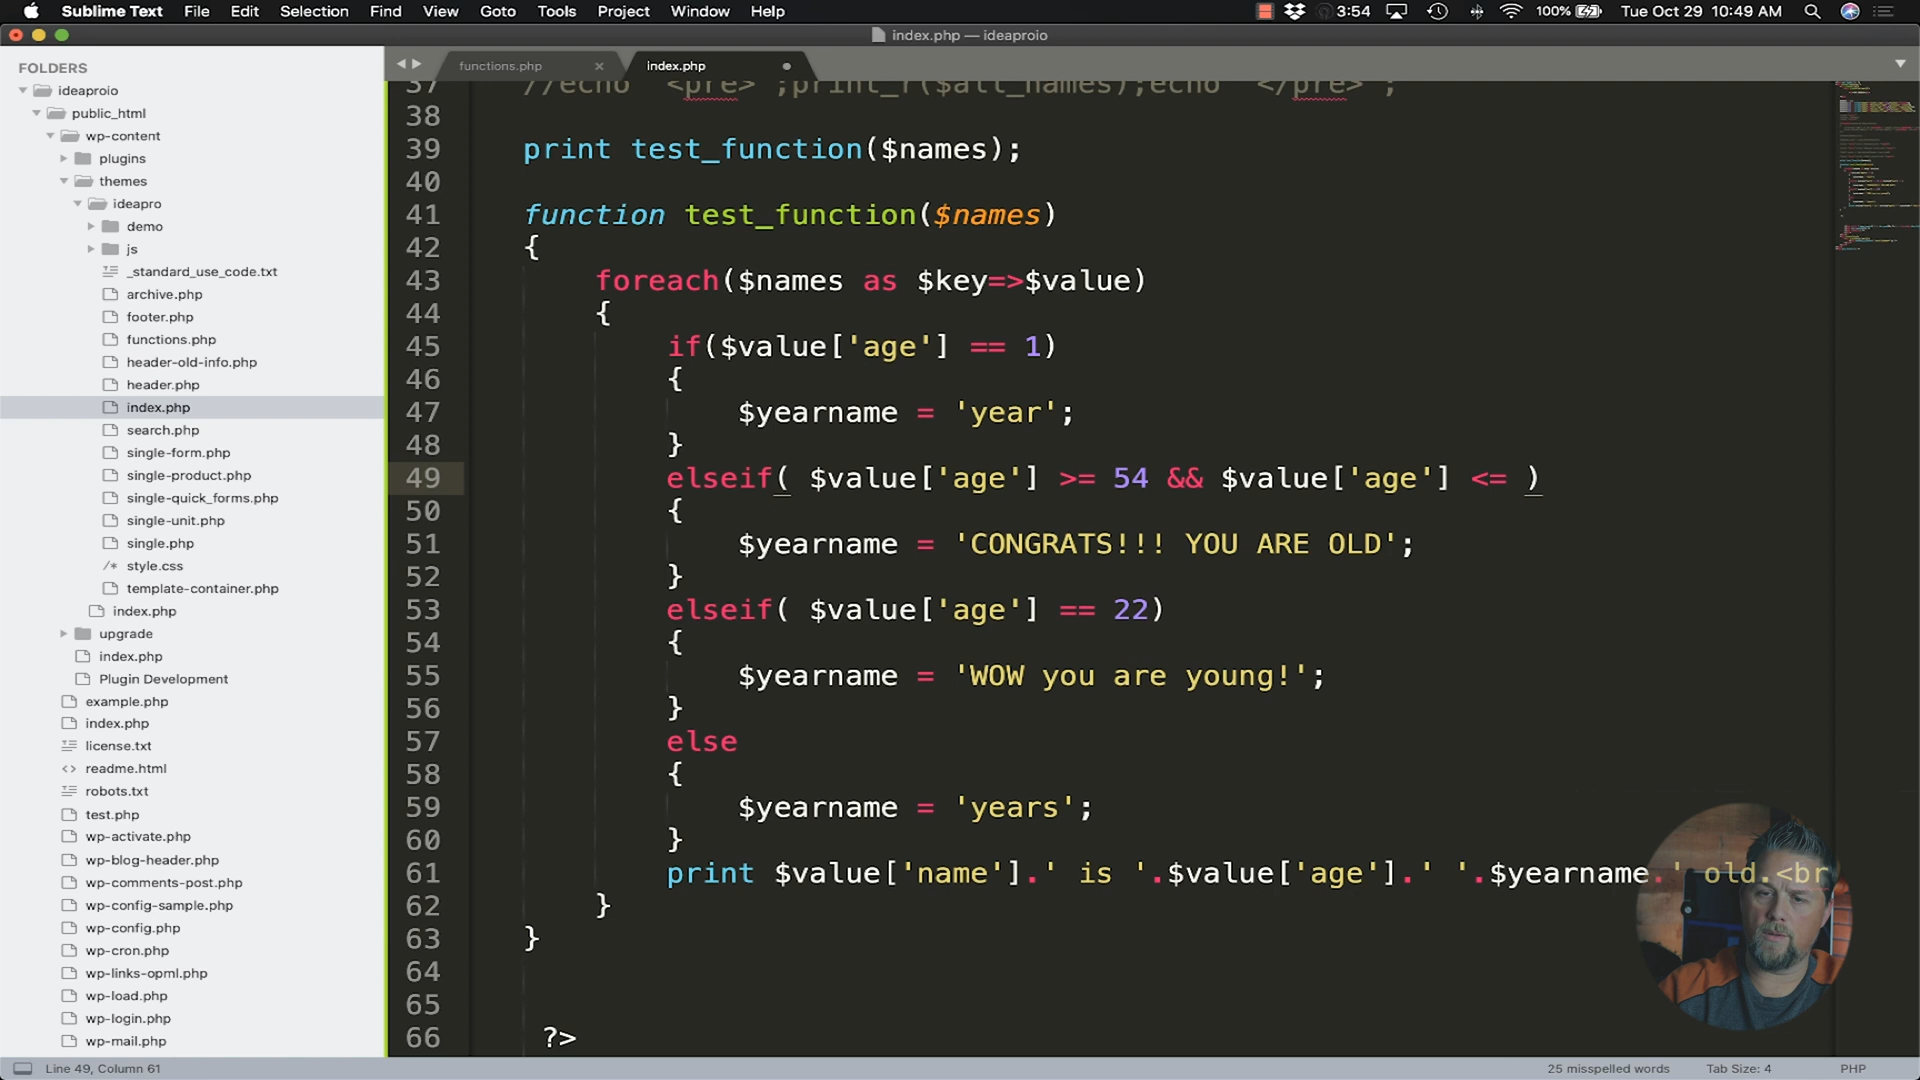 Sublime Text File Edit Selection Find View Goto Tools Project Window Help 3:54 100% Tue Oct 29 10:49 AM
index.php — ideaproio
FOLDERS
ideaproio
public_html
wp-content
plugins
themes
ideapro
demo
js
_standard_use_code.txt
archive.php
footer.php
functions.php
header-old-info.php
header.php
index.php
search.php
single-form.php
single-product.php
single-quick_forms.php
single-unit.php
single.php
/* style.css
template-container.php
index.php
upgrade
index.php
Plugin Development
example.php
index.php
license.txt
<> readme.html
robots.txt
test.php
wp-activate.php
wp-blog-header.php
wp-comments-post.php
wp-config-sample.php
wp-config.php
wp-cron.php
wp-links-opml.php
wp-load.php
wp-login.php
wp-mail.php
functions.php × index.php
37 //echo '<pre>';print_r($all_names);echo '</pre>';
38
39 print test_function($names);
40
41 function test_function($names)
42 {
43 foreach($names as $key=>$value)
44 {
45 if($value['age'] == 1)
46 {
47 $yearname = 'year';
48 }
49 elseif( $value['age'] >= 54 && $value['age'] <= )
50 {
51 $yearname = 'CONGRATS!!! YOU ARE OLD';
52 }
53 elseif( $value['age'] == 22)
54 {
55 $yearname = 'WOW you are young!';
56 }
57 else
58 {
59 $yearname = 'years';
60 }
61 print $value['name'].' is '.$value['age'].' '.$yearname.' old.<br
62 }
63 }
64
65
66 ?>
Line 49, Column 61 25 misspelled words Tab Size: 4 PHP